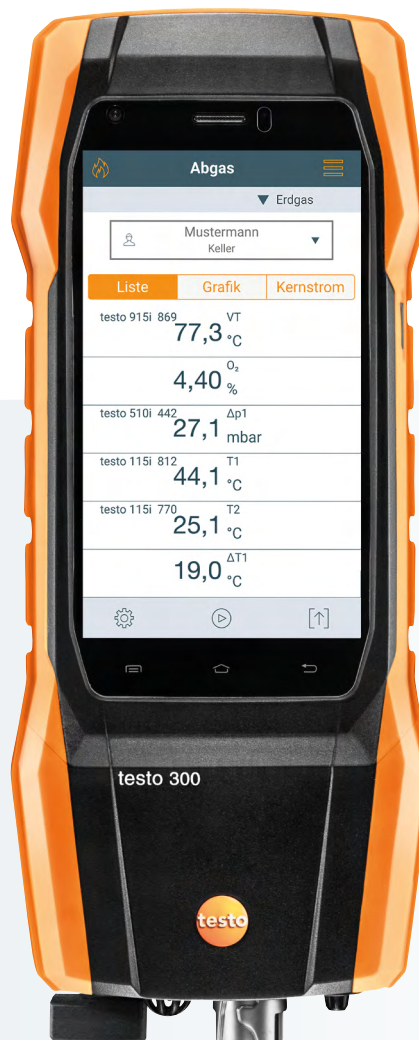 Abgas
Erdgas
Mustermann
Keller
Liste Grafik Kernstrom
testo 915i 869 77,3 VT °C
4,40 O₂ %
testo 510i 442 27,1 Δp1 mbar
testo 115i 812 44,1 T1 °C
testo 115i 770 25,1 T2 °C
19,0 ΔT1 °C
testo 300
testo